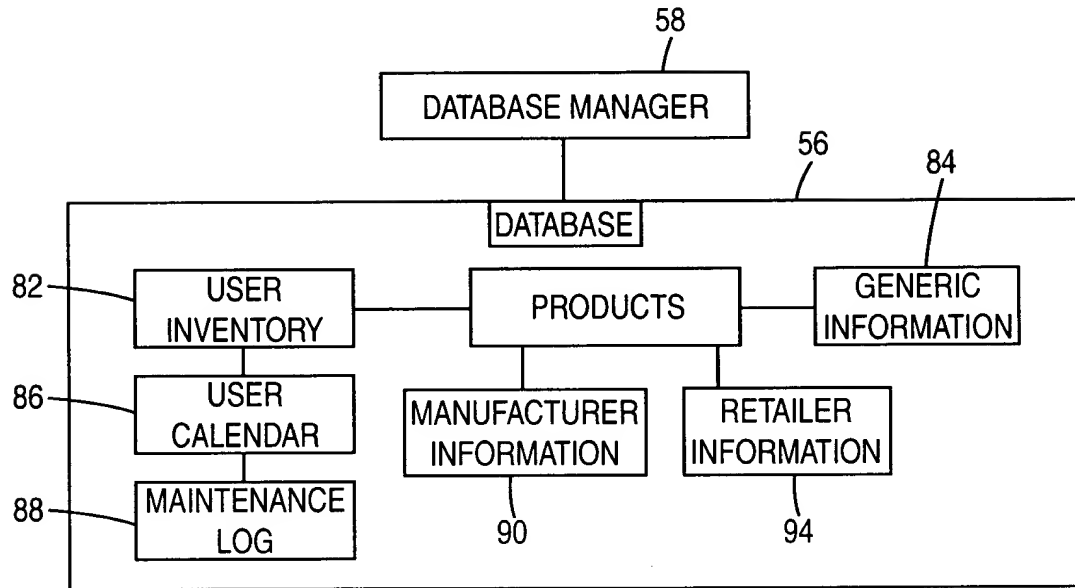 58
DATABASE MANAGER
56
84
DATABASE
82
USER
INVENTORY
PRODUCTS
GENERIC
INFORMATION
86
USER
CALENDAR
MANUFACTURER
INFORMATION
RETAILER
INFORMATION
88
MAINTENANCE
LOG
90
94